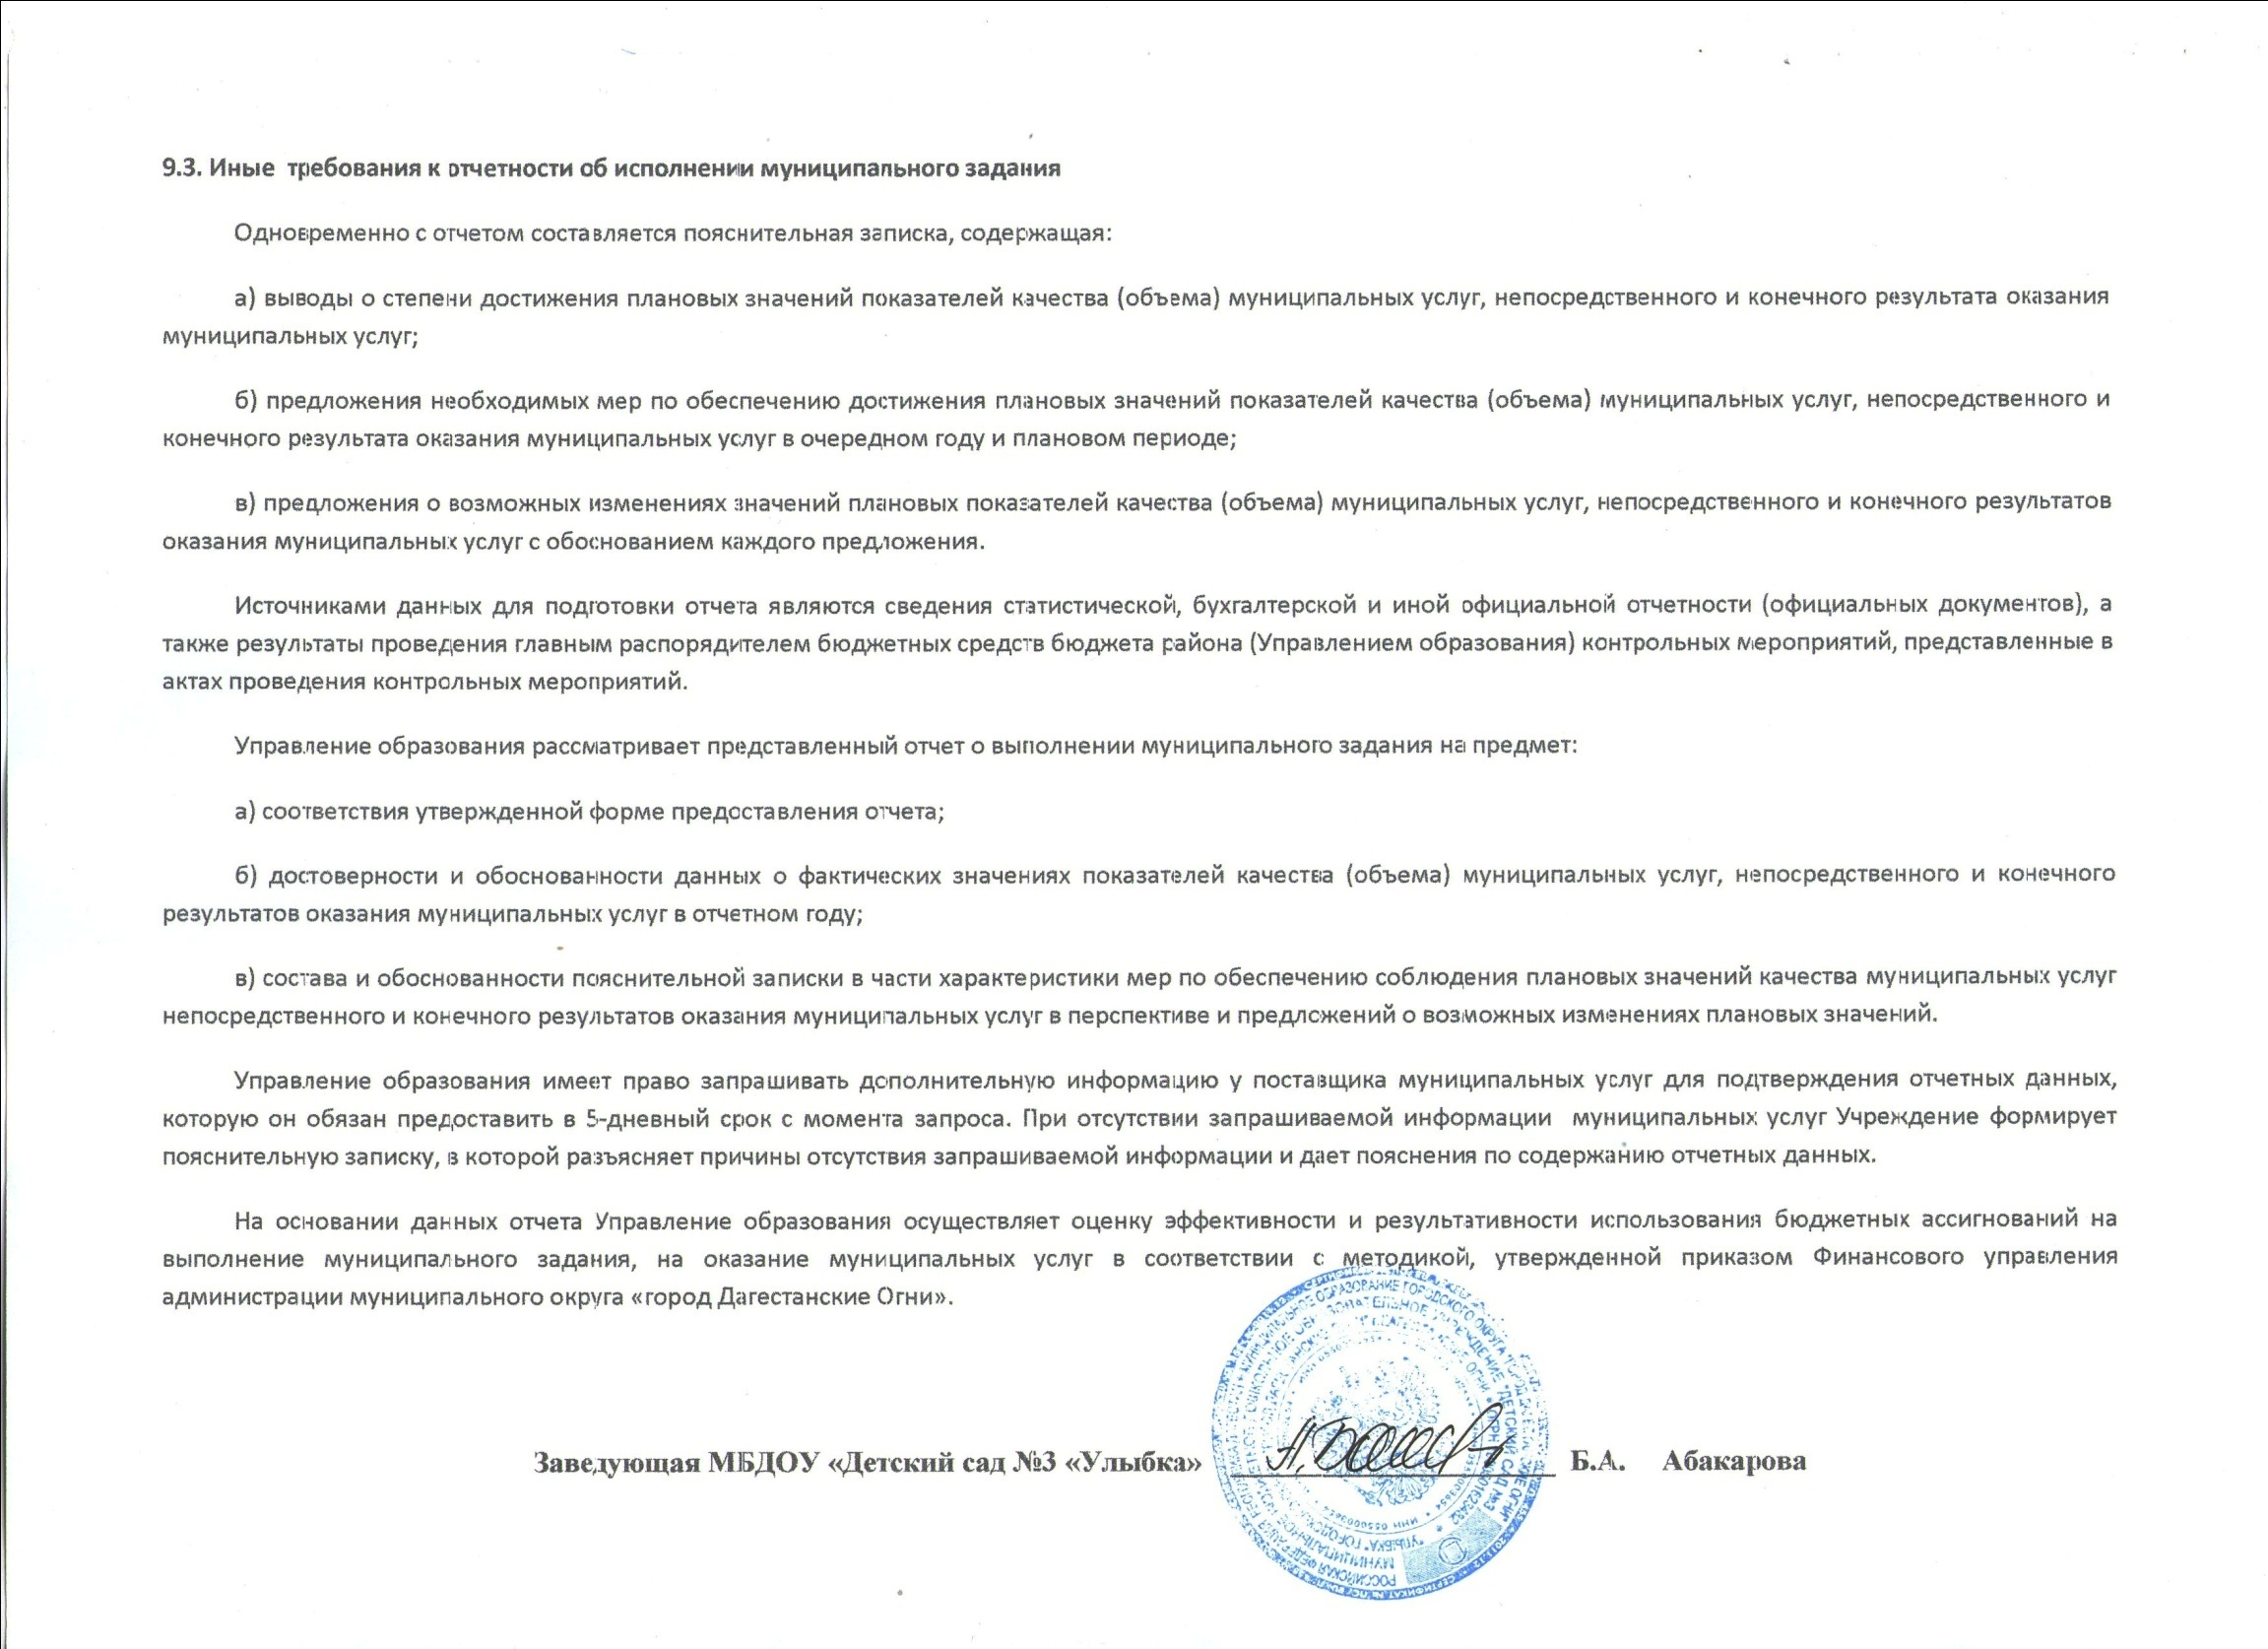 9.3. Иные требования к отчетности об исполнении муниципального задания
Одновременно с отчетом составляется пояснительная записка, содержащая:
а) выводы о степени достижения плановых значений показателей качества (объема) муниципальных услуг, непосредственного и конечного результата оказания
муниципальных услуг;
б) предложения необходимых мер по обеспечению достижения плановых значений показателей качества (объема) муниципальных услуг, непосредственного и
конечного результата оказания муниципальных услуг в очередном году и плановом периоде;
в) предложения о возможных изменениях значений плановых показателей качества (объема) муниципальных услуг, непосредственного и конечного результатов
оказания муниципальных услуг с обоснованием каждого предложения.
Источниками данных для подготовки отчета являются сведения статистической, бухгалтерской и иной официальной отчетности (официальных документов), а
также результаты проведения главным распорядителем бюджетных средств бюджета района (Управлением образования) контрольных мероприятий, представленные в
актах проведения контрольных мероприятий.
Управление образования рассматривает представленный отчет о выполнении муниципального задания на предмет:
а) соответствия утвержденной форме предоставления отчета;
б) достоверности и обоснованности данных о фактических значениях показателей качества (объема) муниципальных услуг, непосредственного и конечного
результатов оказания муниципальных услуг в отчетном году;
в) состава и обоснованности пояснительной записки в части характеристики мер по обеспечению соблюдения плановых значений качества муниципальных услуг
непосредственного и конечного результатов оказания муниципальных услуг в перспективе и предложений о возможных изменениях плановых значений.
Управление образования имеет право запрашивать дополнительную информацию у поставщика муниципальных услуг для подтверждения отчетных данных,
которую он обязан предоставить в 5-дневный срок с момента запроса. При отсутствии запрашиваемой информации муниципальных услуг Учреждение формирует
пояснительную записку, в которой разъясняет причины отсутствия запрашиваемой информации и дает пояснения по содержанию отчетных данных.
На основании данных отчета Управление образования осуществляет оценку эффективности и результативности использования бюджетных ассигнований на
выполнение муниципального задания, на оказание муниципальных услуг в соответствии с методикой, утвержденной приказом Финансового управления
администрации муниципального округа «город Дагестанские Огни».
Заведующая МБДОУ «Детский сад №3 «Улыбка» Б.А. Абакарова